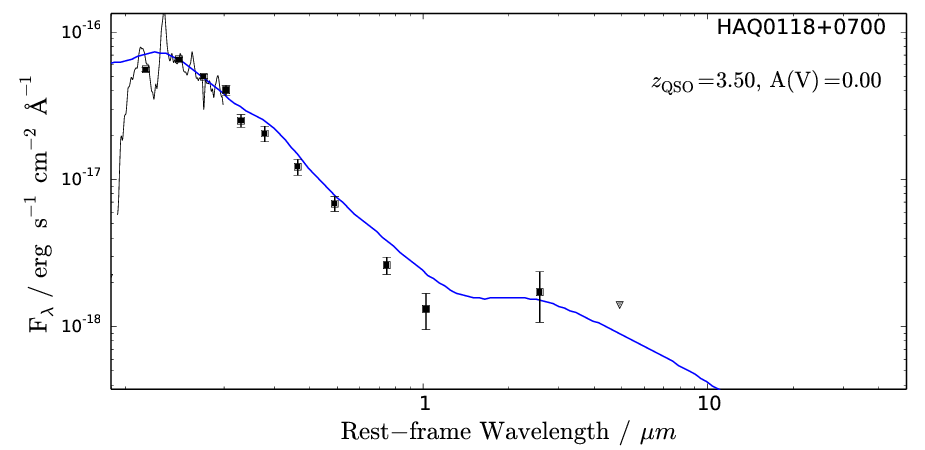 HAQ0118+0700
z_QSO=3.50, A(V)=0.00
10^-16
10^-17
10^-18
F_λ / erg s^-1 cm^-2 Å^-1
1 10
Rest−frame Wavelength / μm